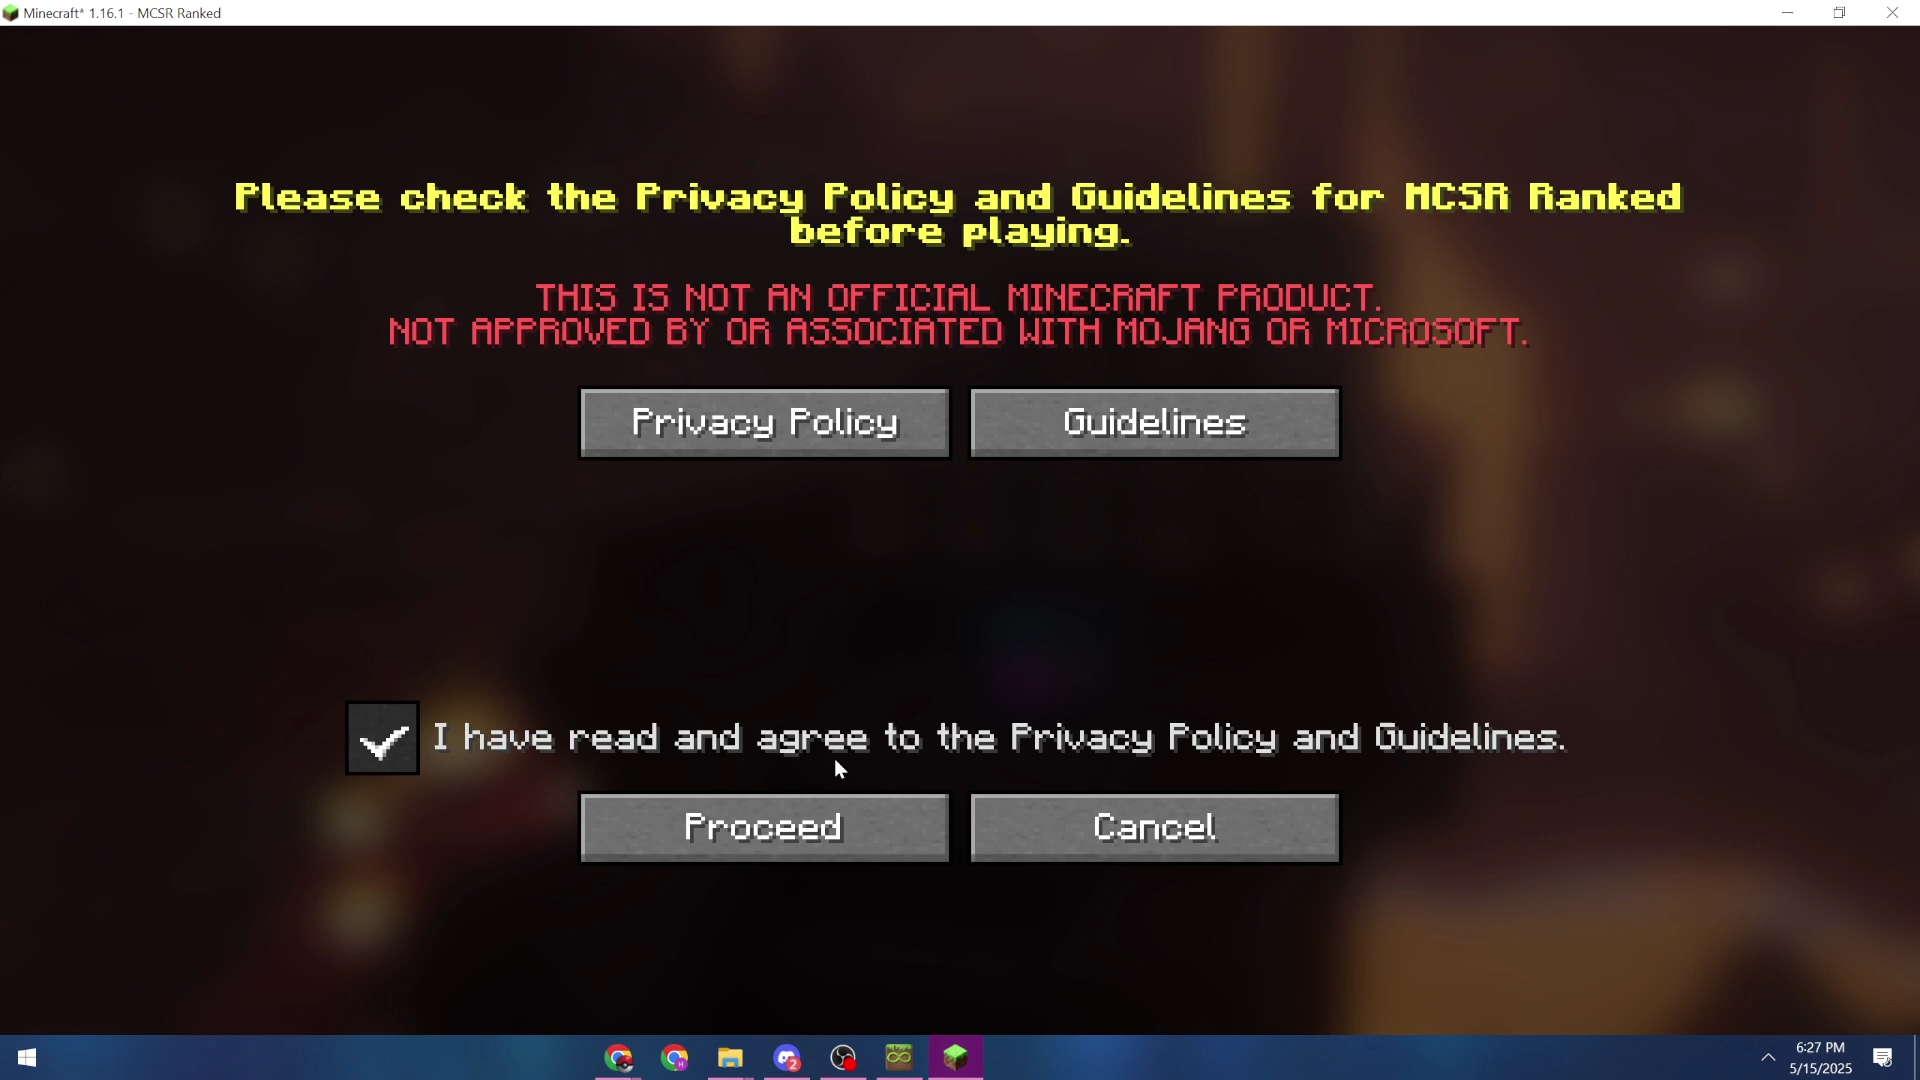 Minecraft* 1.16.1 - MCSR Ranked
Please check the Privacy Policy and Guidelines for MCSR Ranked
before playing.
THIS IS NOT AN OFFICIAL MINECRAFT PRODUCT.
NOT APPROVED BY OR ASSOCIATED WITH MOJANG OR MICROSOFT.
Privacy Policy
Guidelines
I have read and agree to the Privacy Policy and Guidelines.
Proceed
Cancel
H
2
6:27 PM
5/15/2025